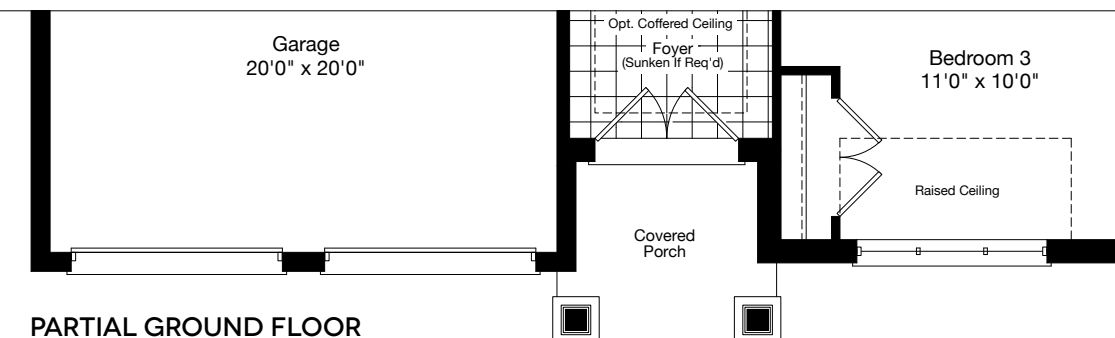 Garage
20'0" x 20'0"
Opt. Coffered Ceiling
Foyer
(Sunken If Req'd)
Bedroom 3
11'0" x 10'0"
Raised Ceiling
Covered
Porch
PARTIAL GROUND FLOOR